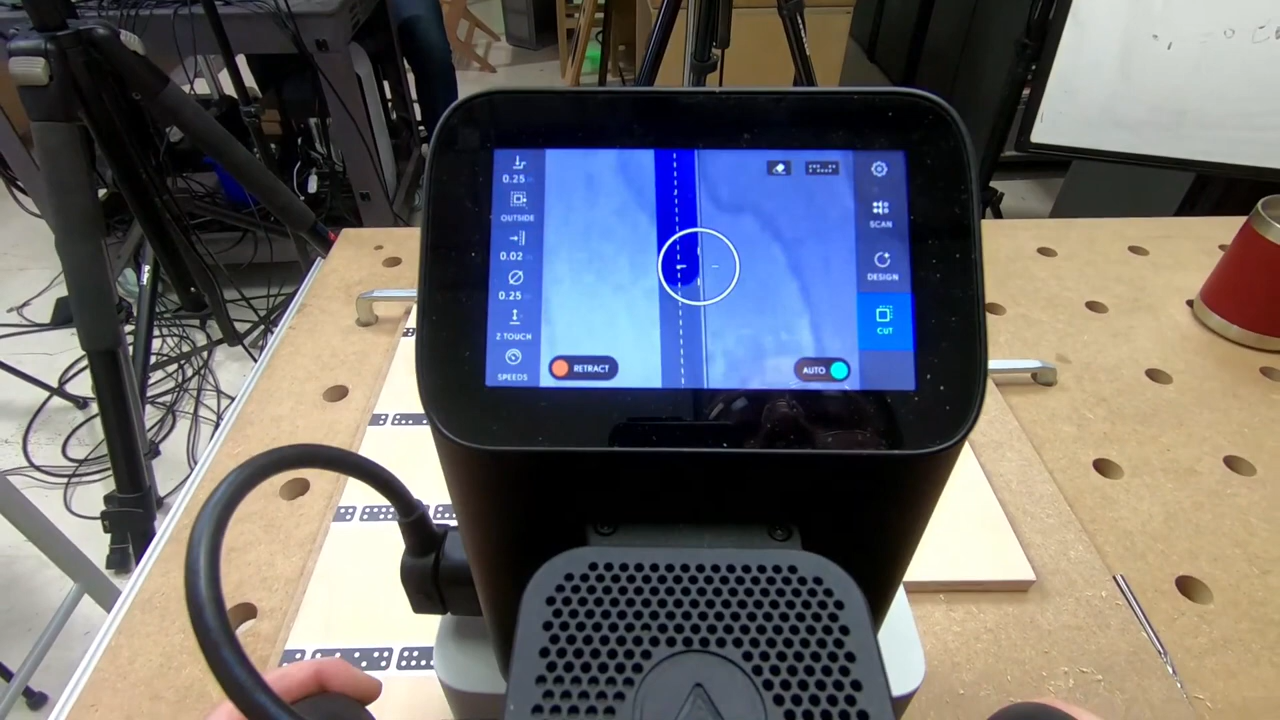 0.25
OUTSIDE
0.02
0.25
Z TOUCH
SPEEDS
RETRACT
AUTO
SCAN
DESIGN
CUT